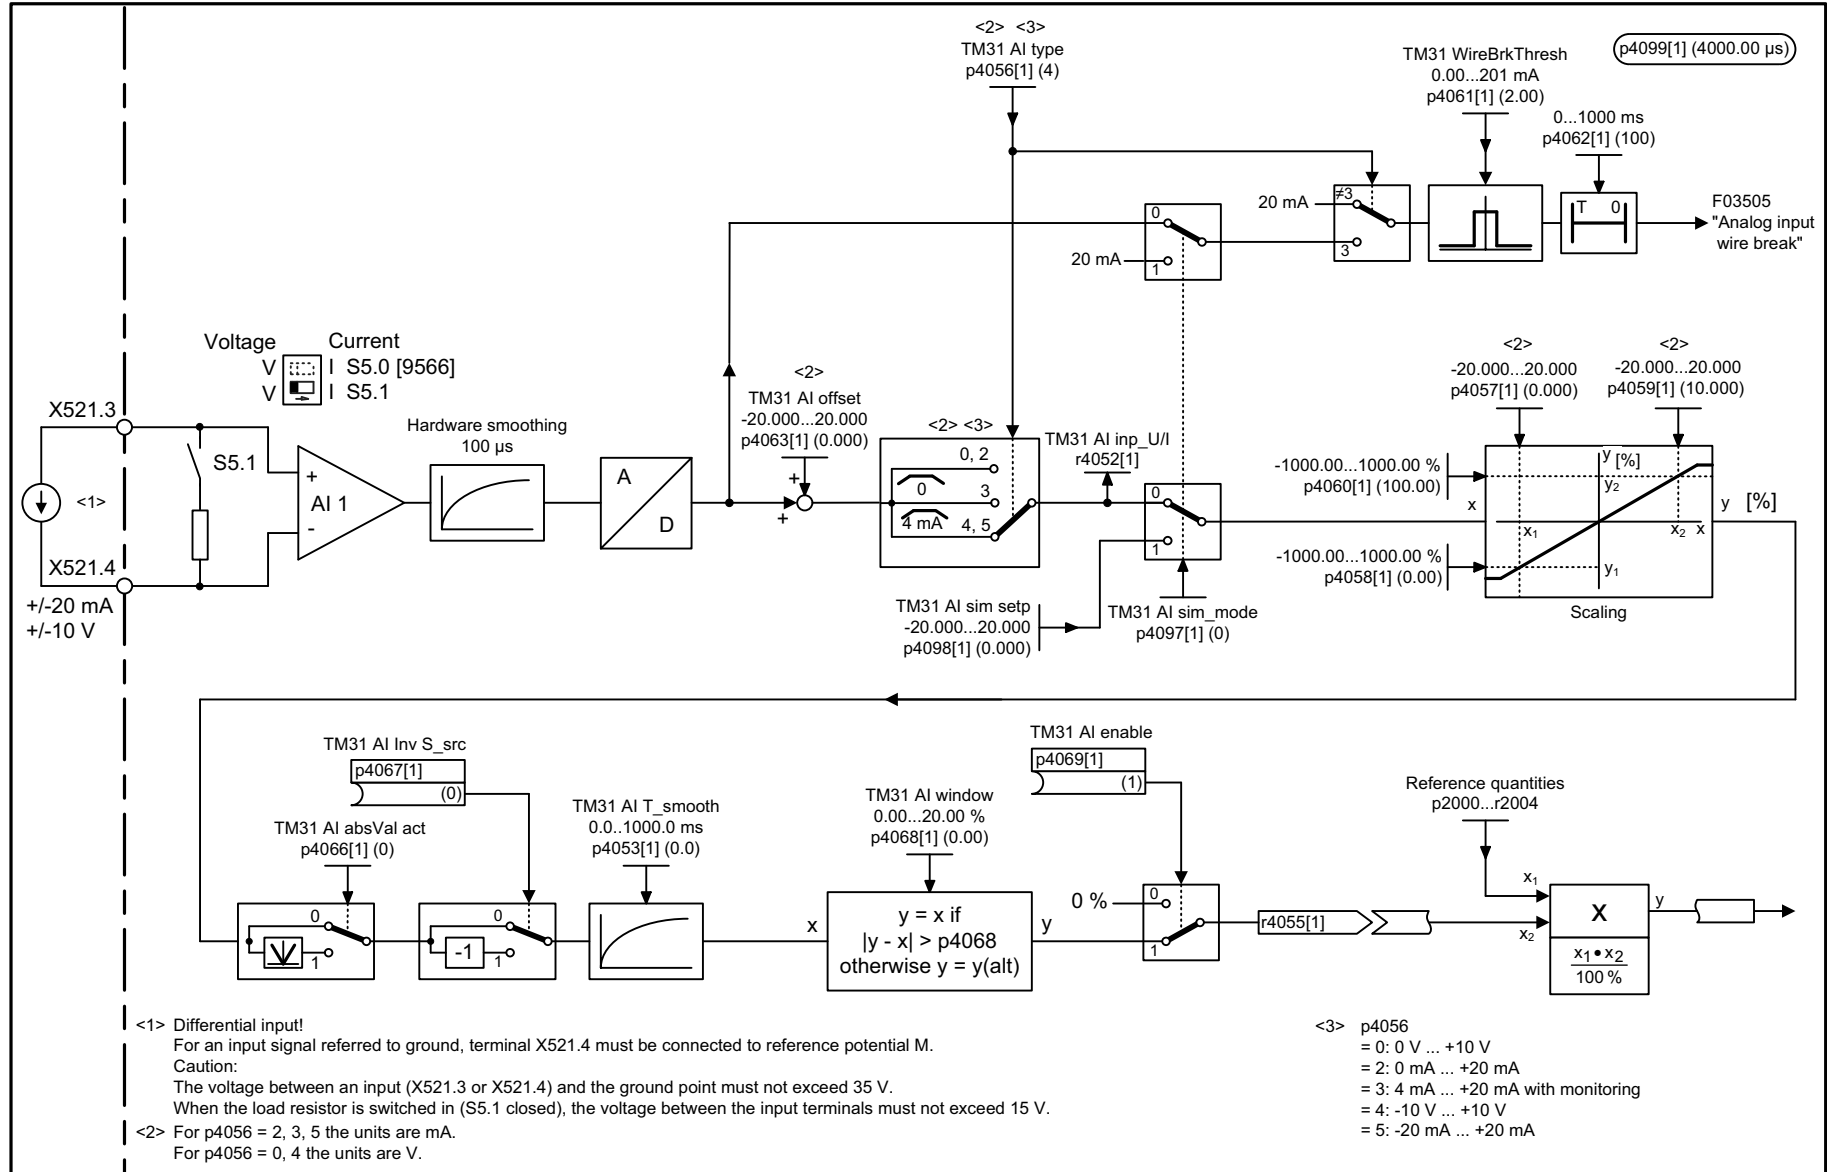 <2> <3>
TM31 AI type
p4056[1] (4)
TM31 WireBrkThresh
0.00...201 mA
p4061[1] (2.00)
p4099[1] (4000.00 µs)
0...1000 ms
p4062[1] (100)
20 mA
≠3
3
0
20 mA
1
T 0
F03505
"Analog input
wire break"
Voltage Current
V I S5.0 [9566]
V I S5.1
X521.3
X521.4
+/-20 mA
+/-10 V
<1>
S5.1
+
AI 1
-
Hardware smoothing
100 µs
A
D
<2>
TM31 AI offset
-20.000...20.000
p4063[1] (0.000)
+
+
<2> <3>
0, 2
0
3
4 mA
4, 5
TM31 AI inp_U/I
r4052[1]
0
1
TM31 AI sim setp
-20.000...20.000
p4098[1] (0.000)
TM31 AI sim_mode
p4097[1] (0)
<2>
-20.000...20.000
p4057[1] (0.000)
<2>
-20.000...20.000
p4059[1] (10.000)
-1000.00...1000.00 %
p4060[1] (100.00)
x
-1000.00...1000.00 %
p4058[1] (0.00)
y [%]
y2
x1
x2 x
y1
y [%]
Scaling
TM31 AI Inv S_src
p4067[1]
(0)
TM31 AI absVal act
p4066[1] (0)
TM31 AI T_smooth
0.0..1000.0 ms
p4053[1] (0.0)
TM31 AI window
0.00...20.00 %
p4068[1] (0.00)
TM31 AI enable
p4069[1]
(1)
Reference quantities
p2000...r2004
0
1
0
-1
1
x
y = x if
|y - x| > p4068
otherwise y = y(alt)
y
0 %
0
1
r4055[1]
x1
x2
X
x1•x2
100 %
y
<1> Differential input!
For an input signal referred to ground, terminal X521.4 must be connected to reference potential M.
Caution:
The voltage between an input (X521.3 or X521.4) and the ground point must not exceed 35 V.
When the load resistor is switched in (S5.1 closed), the voltage between the input terminals must not exceed 15 V.
<2> For p4056 = 2, 3, 5 the units are mA.
For p4056 = 0, 4 the units are V.
<3> p4056
= 0: 0 V ... +10 V
= 2: 0 mA ... +20 mA
= 3: 4 mA ... +20 mA with monitoring
= 4: -10 V ... +10 V
= 5: -20 mA ... +20 mA